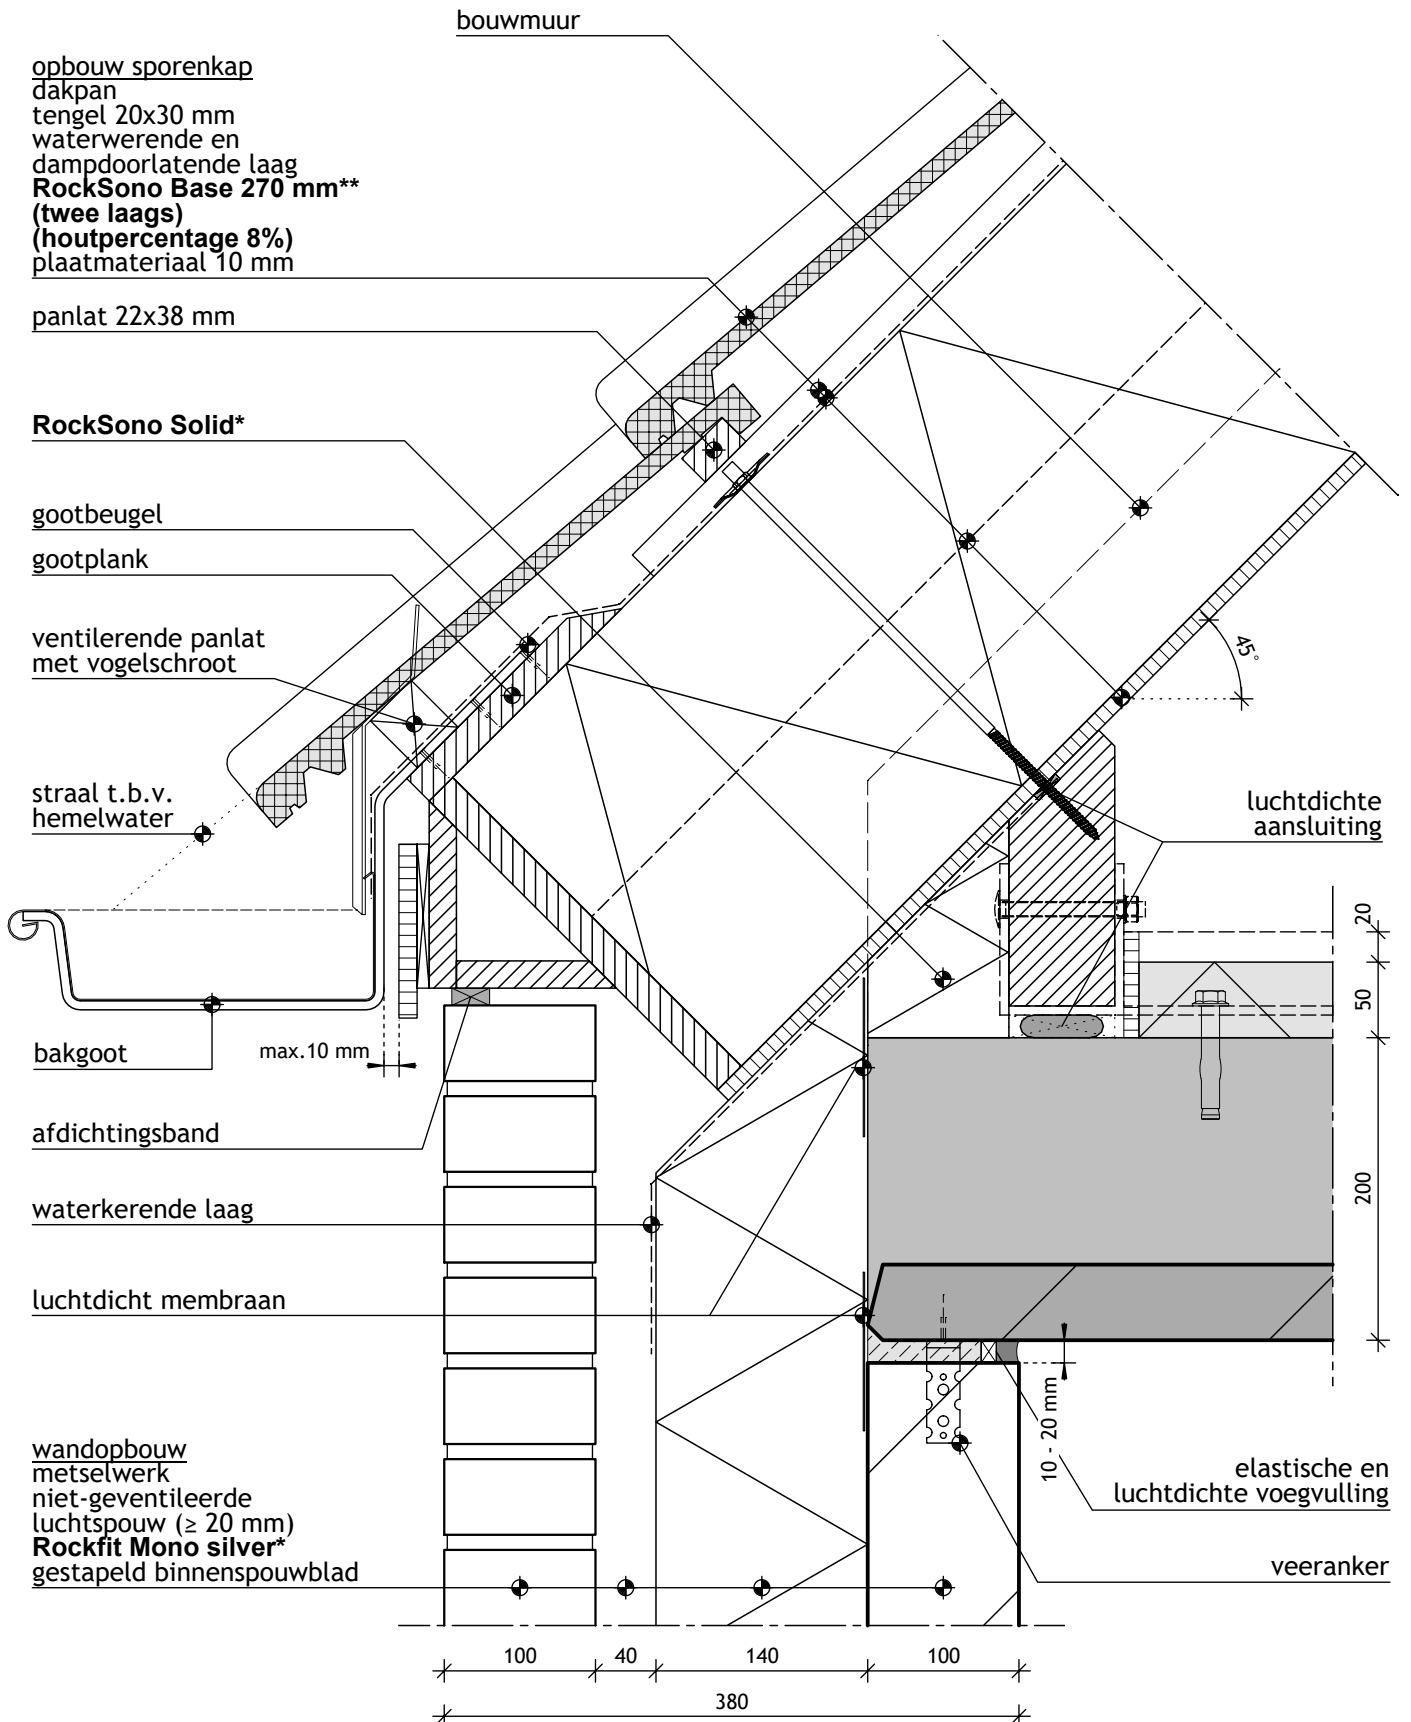 bouwmuur
opbouw sporenkap
dakpan
tengel 20x30 mm
waterwerende en
dampdoorlatende laag
RockSono Base 270 mm**
(twee laags)
(houtpercentage 8%)
plaatmateriaal 10 mm
panlat 22x38 mm
RockSono Solid*
gootbeugel
gootplank
ventilerende panlat
met vogelschroot
45°
straal t.b.v.
hemelwater
luchtdichte
aansluiting
20
50
200
bakgoot
max.10 mm
afdichtingsband
waterkerende laag
luchtdicht membraan
10 - 20 mm
elastische en
luchtdichte voegvulling
veeranker
wandopbouw
metselwerk
niet-geventileerde
luchtspouw (≥ 20 mm)
Rockfit Mono silver*
gestapeld binnenspouwblad
100
40
140
100
380